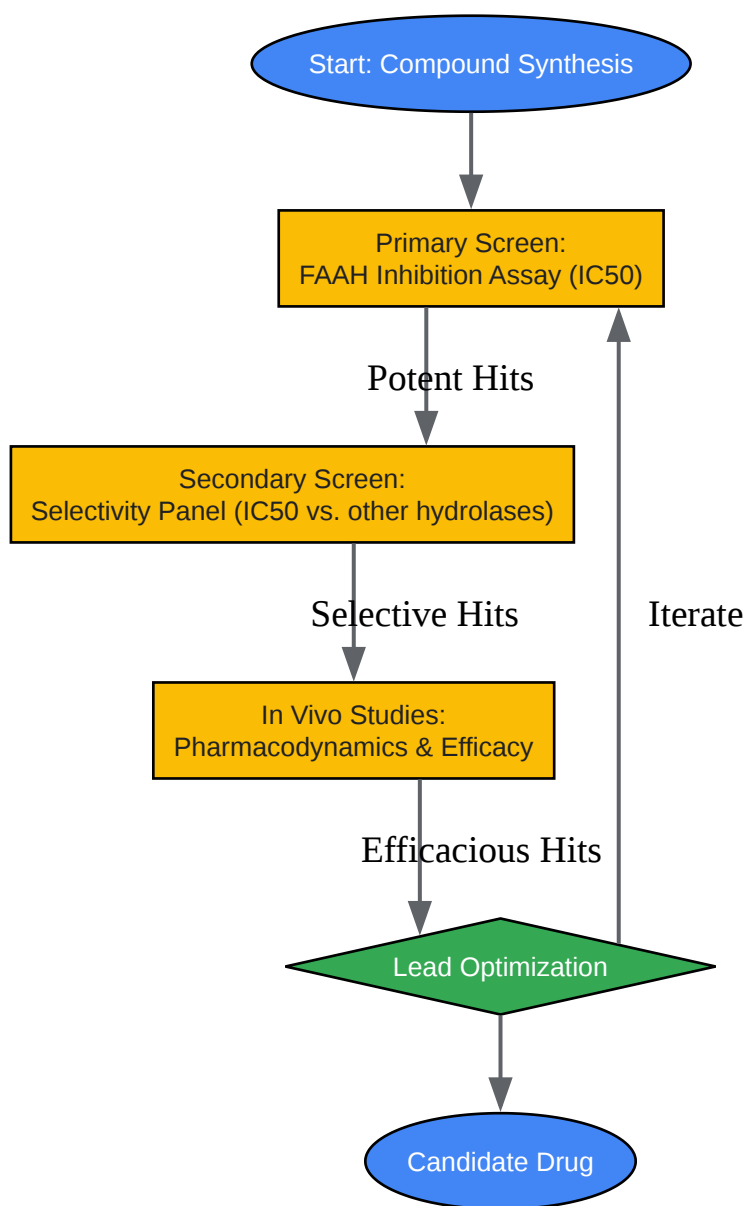 Start: Compound Synthesis
Primary Screen:
FAAH Inhibition Assay (IC50)
Potent Hits
Secondary Screen:
Selectivity Panel (IC50 vs. other hydrolases)
Selective Hits
Iterate
In Vivo Studies:
Pharmacodynamics & Efficacy
Efficacious Hits
Lead Optimization
Candidate Drug